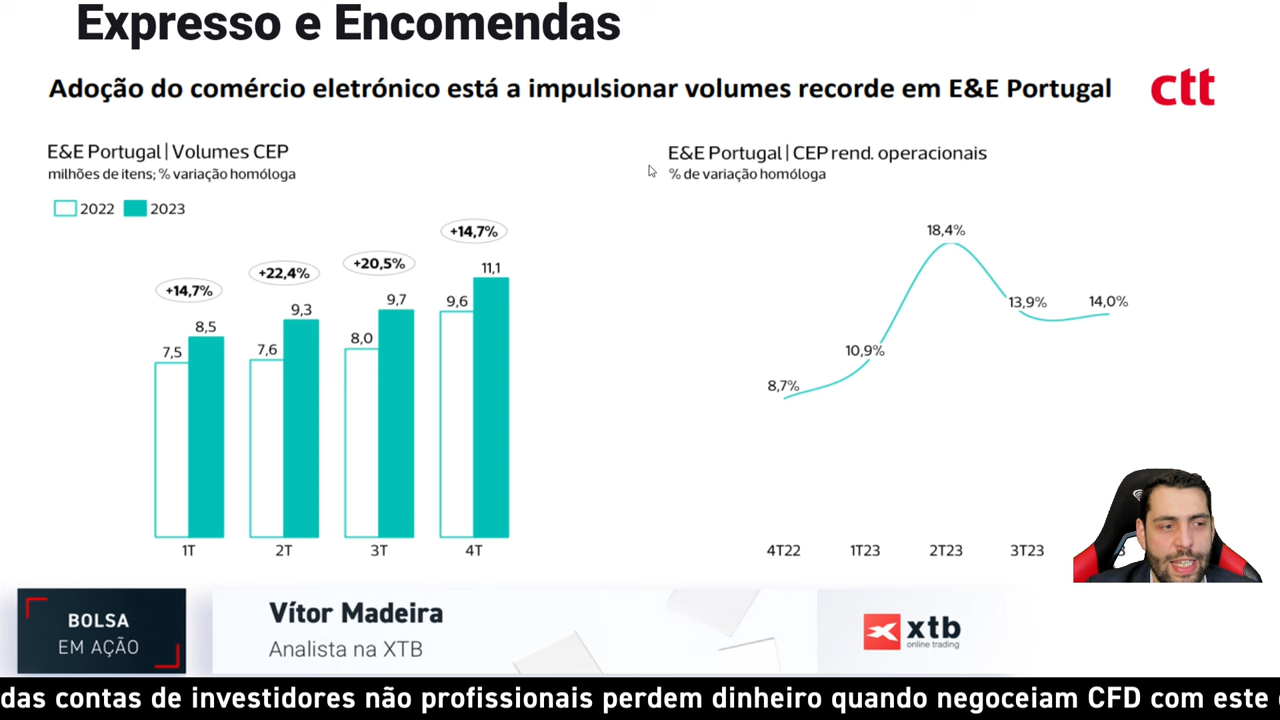 Expresso e Encomendas
Adoção do comércio eletrónico está a impulsionar volumes recorde em E&E Portugal
ctt
E&E Portugal | Volumes CEP
milhões de itens; % variação homóloga
2022 2023
+14,7%
+22,4%
+20,5%
+14,7%
7,5 8,5
7,6 9,3
8,0 9,7
9,6 11,1
1T 2T 3T 4T
E&E Portugal | CEP rend. operacionais
% de variação homóloga
8,7%
10,9%
18,4%
13,9%
14,0%
4T22 1T23 2T23 3T23
BOLSA
EM AÇÃO
Vítor Madeira
Analista na XTB
xtb
online trading
das contas de investidores não profissionais perdem dinheiro quando negoceiam CFD com este